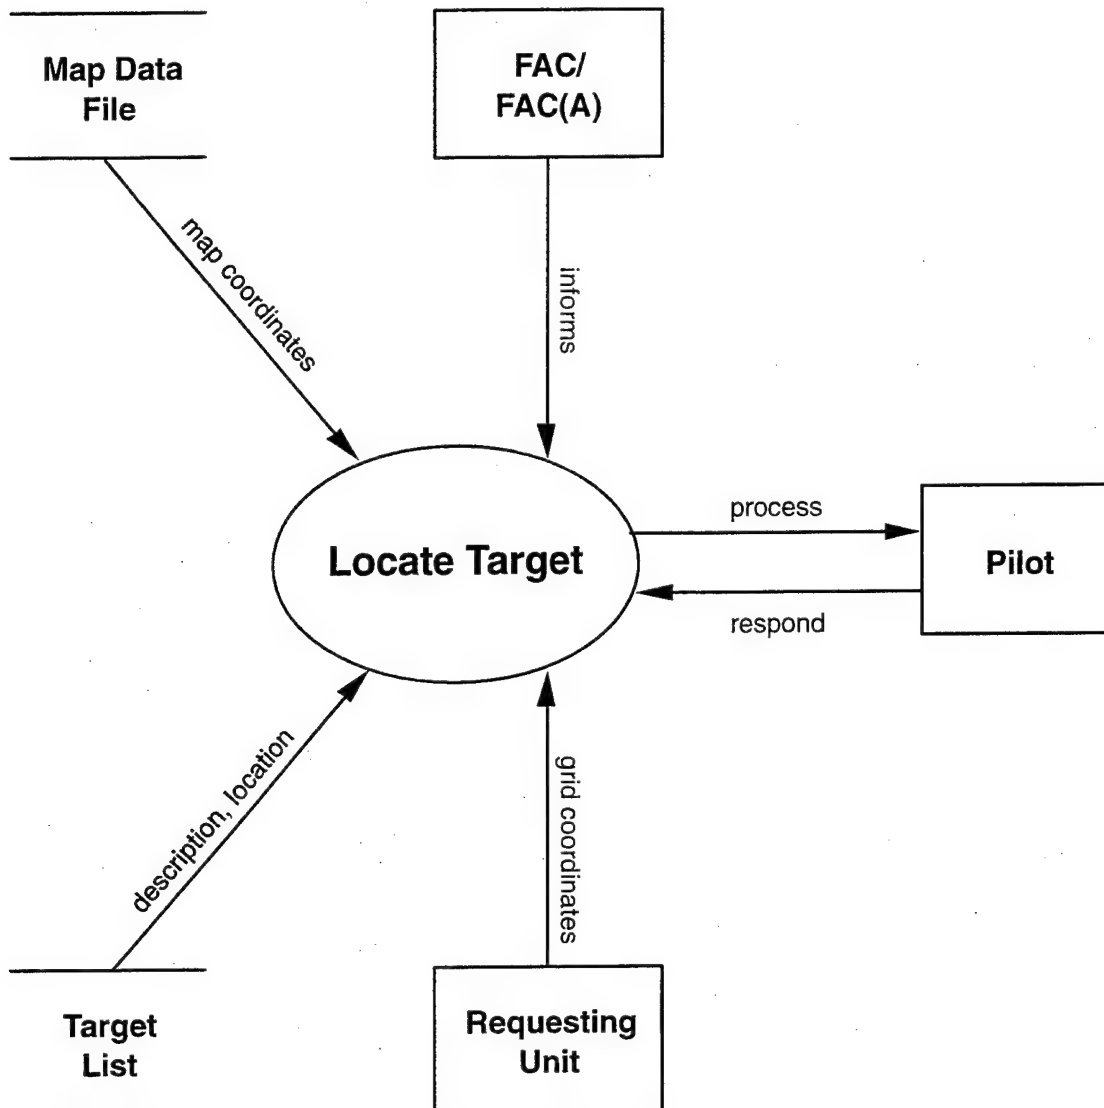 Map Data
File
FAC/
FAC(A)
map coordinates
informs
Locate Target
process
Pilot
respond
description, location
grid coordinates
Target
List
Requesting
Unit